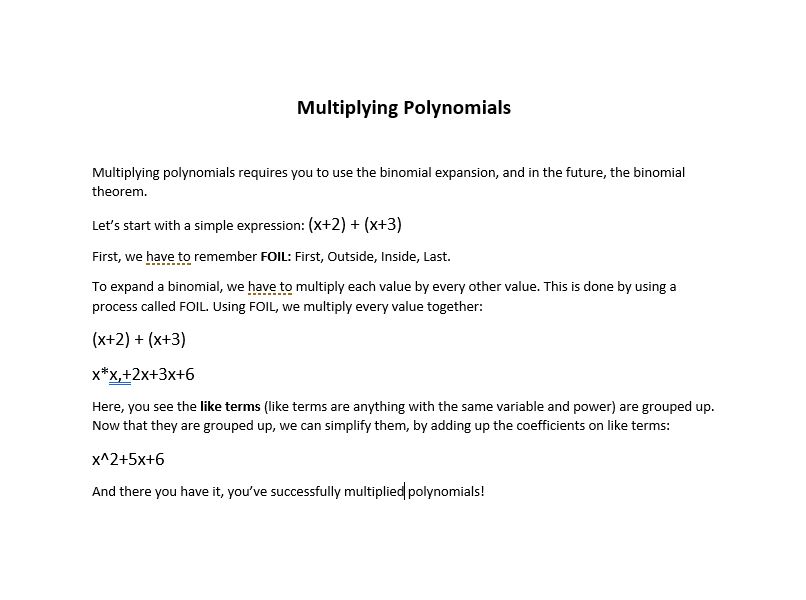 Multiplying Polynomials
Multiplying polynomials requires you to use the binomial expansion, and in the future, the binomial
theorem.
Let’s start with a simple expression: (x+2) + (x+3)
First, we have to remember FOIL: First, Outside, Inside, Last.
To expand a binomial, we have to multiply each value by every other value. This is done by using a
process called FOIL. Using FOIL, we multiply every value together:
(x+2) + (x+3)
x*x,+2x+3x+6
Here, you see the like terms (like terms are anything with the same variable and power) are grouped up.
Now that they are grouped up, we can simplify them, by adding up the coefficients on like terms:
x^2+5x+6
And there you have it, you’ve successfully multiplied polynomials!